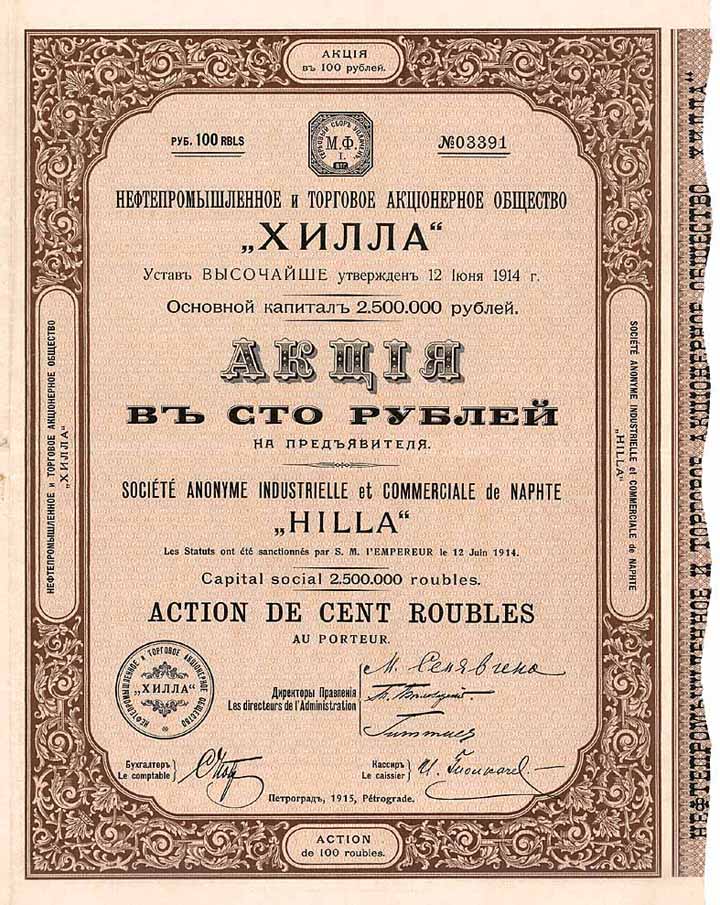 АКЦІЯ
въ 100 рублей.
РУБ. 100 RBLS
М.Ф.
I.
№03391
НЕФТЕПРОМЫШЛЕННОЕ И ТОРГОВОЕ АКЦІОНЕРНОЕ ОБЩЕСТВО
„ХИЛЛА“
Уставъ ВЫСОЧАЙШЕ утвержденъ 12 Іюня 1914 г.
Основной капиталъ 2.500.000 рублей.
АКЦІЯ
ВЪ СТО РУБЛЕЙ
НА ПРЕДЪЯВИТЕЛЯ.
SOCIÉTÉ ANONYME INDUSTRIELLE et COMMERCIALE de NAPHTE
„HILLA“
Les Statuts ont été sanctionnés par S. M. l'EMPEREUR le 12 Juin 1914.
Capital social 2.500.000 roubles.
ACTION DE CENT ROUBLES
AU PORTEUR.
НЕФТЕПРОМЫШЛЕННОЕ И ТОРГОВОЕ АКЦІОНЕРНОЕ ОБЩЕСТВО
„ХИЛЛА“
Директоры Правленія
Les directeurs de l'Administration
Бухгалтеръ
Le comptable
Кассиръ
Le caissier
Петроградъ, 1915, Pétrograde.
ACTION
de 100 roubles.
НЕФТЕПРОМЫШЛЕННОЕ И ТОРГОВОЕ АКЦІОНЕРНОЕ ОБЩЕСТВО
„ХИЛЛА“
SOCIÉTÉ ANONYME INDUSTRIELLE et COMMERCIALE de NAPHTE
„HILLA“
НЕФТЕПРОМЫШЛЕННОЕ И ТОРГОВОЕ АКЦІОНЕРНОЕ ОБЩЕСТВО „ХИЛЛА“